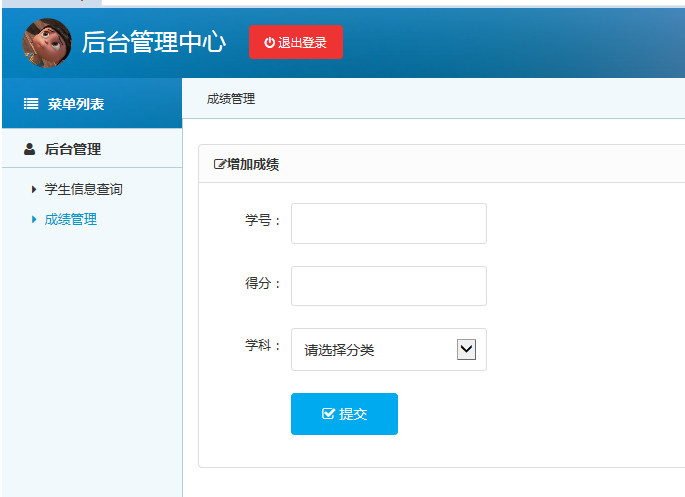 后台管理中心
退出登录
菜单列表
成绩管理
后台管理
学生信息查询
成绩管理
增加成绩
学号：
得分：
学科：
请选择分类
提交